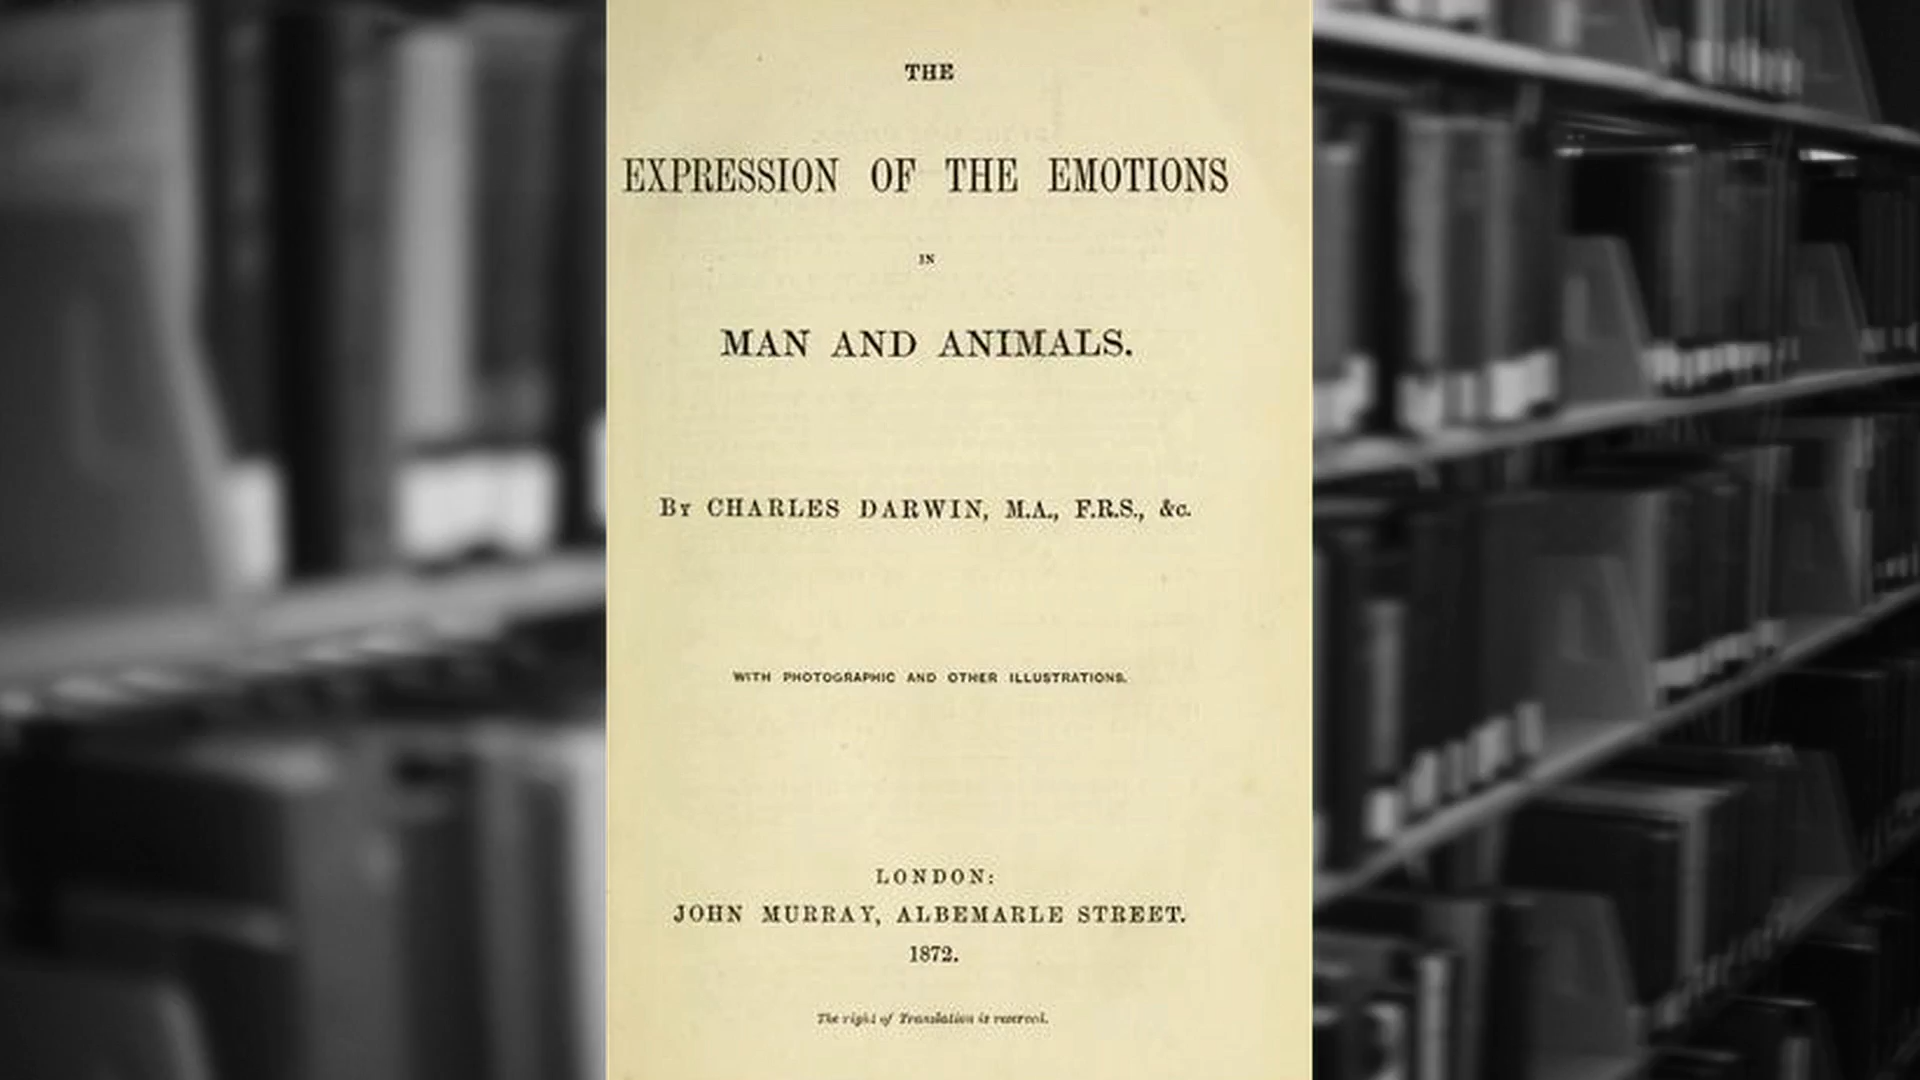 THE
EXPRESSION OF THE EMOTIONS
IN
MAN AND ANIMALS.
By CHARLES DARWIN, M.A., F.R.S., &c.
WITH PHOTOGRAPHIC AND OTHER ILLUSTRATIONS.
LONDON:
JOHN MURRAY, ALBEMARLE STREET.
1872.
The right of Translation is reserved.